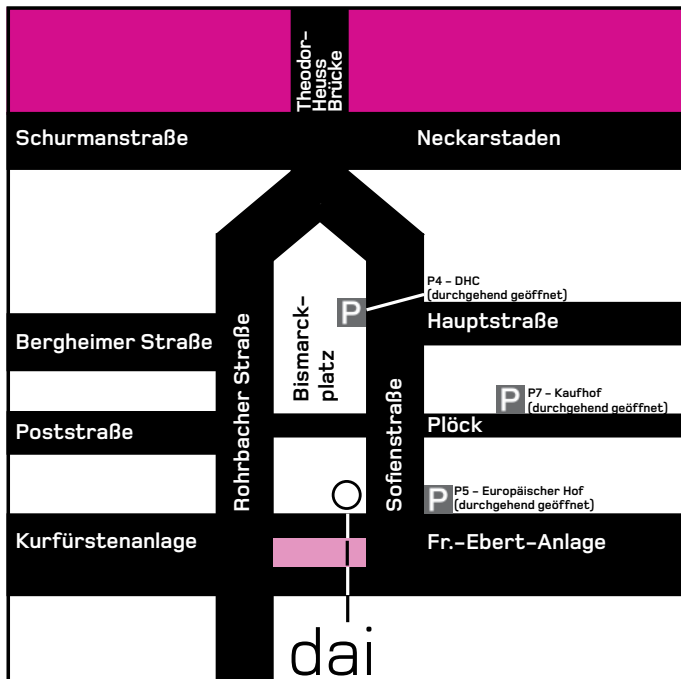 Theodor-
Heuss
Brücke
Schurmanstraße
Neckarstaden
P4 - DHC
(durchgehend geöffnet)
P
Hauptstraße
Bergheimer Straße
Rohrbacher Straße
Bismarck-
platz
Sofienstraße
P
P7 - Kaufhof
(durchgehend geöffnet)
Poststraße
Plöck
P
P5 - Europäischer Hof
(durchgehend geöffnet)
Kurfürstenanlage
Fr.-Ebert-Anlage
dai